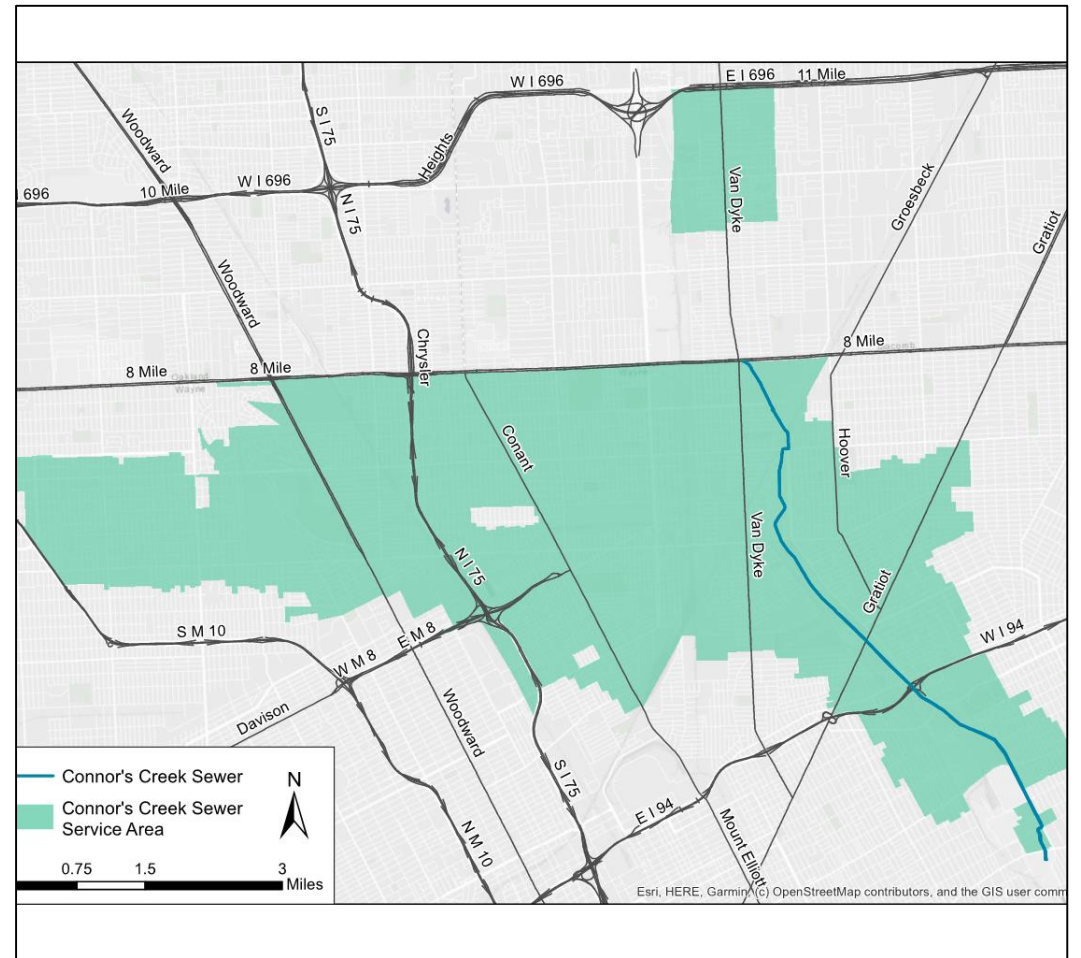 W I 696
E I 696
11 Mile
Woodward
S I 75
Heights
I 696
10 Mile
W I 696
N I 75
Van Dyke
Groesbeck
Gratiot
Woodward
Chrysler
8 Mile
8 Mile
8 Mile
Oakland
Wayne
Conant
Hoover
Van Dyke
N I 75
Gratiot
S M 10
E M 8
W M 8
W I 94
Davison
Woodward
S I 75
E I 94
N M 10
Mount Elliott
Connor's Creek Sewer
Connor's Creek Sewer
Service Area
N
0.75 1.5 3
Miles
Esri, HERE, Garmin, (c) OpenStreetMap contributors, and the GIS user comm